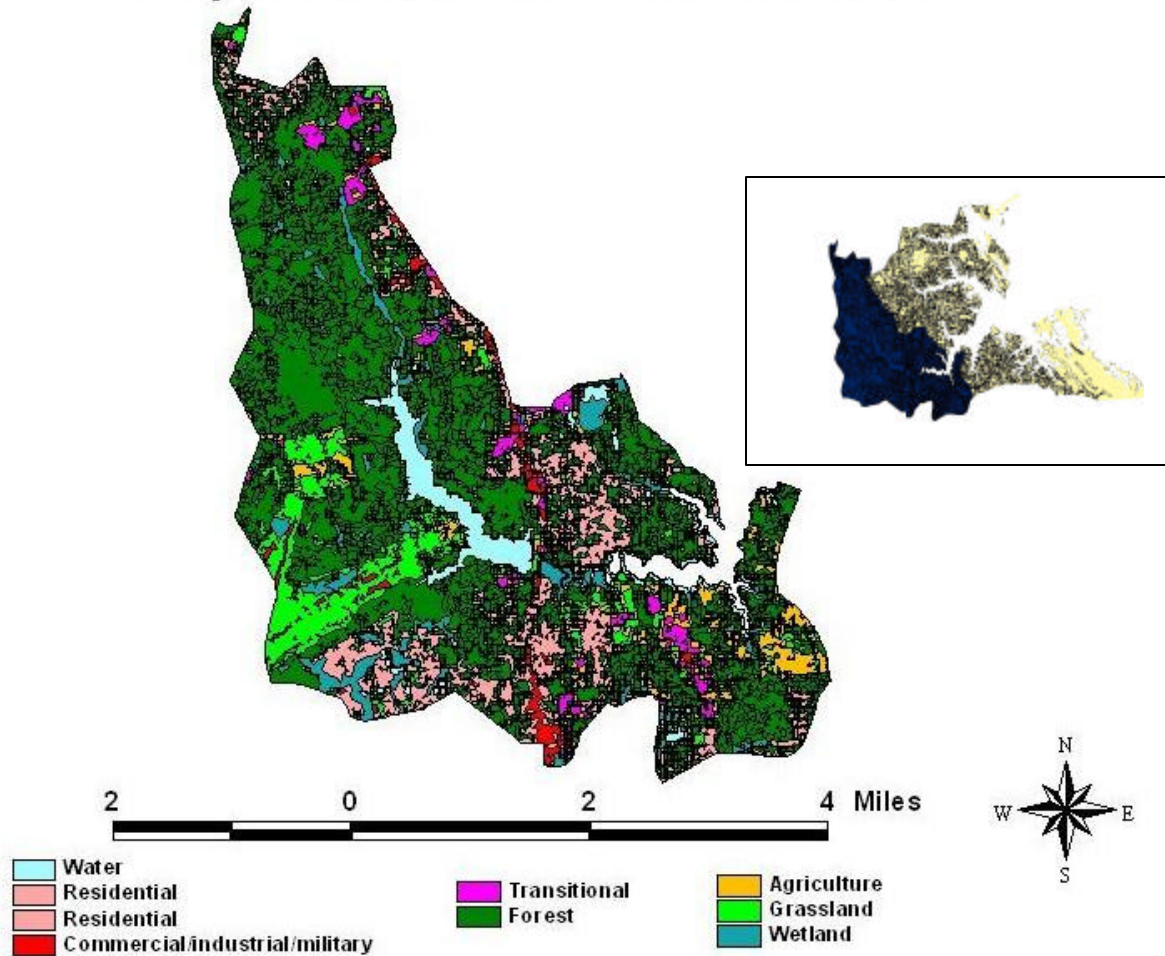 2 0 2 4 Miles
N
W E
S
Water
Residential
Residential
Commercial/industrial/military
Transitional
Forest
Agriculture
Grassland
Wetland